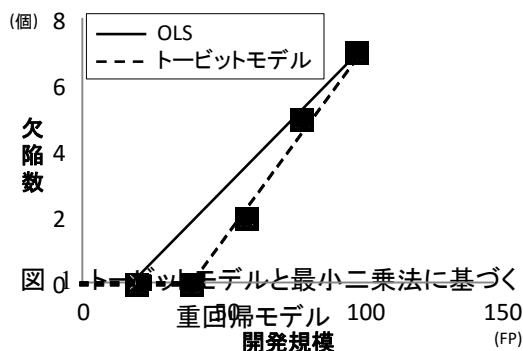 (個)
8
OLS
トービットモデル
6
4
2
0
欠陥数
図 1 トービットモデルと最小二乗法に基づく
重回帰モデル
0
50
100
150
開発規模
(FP)